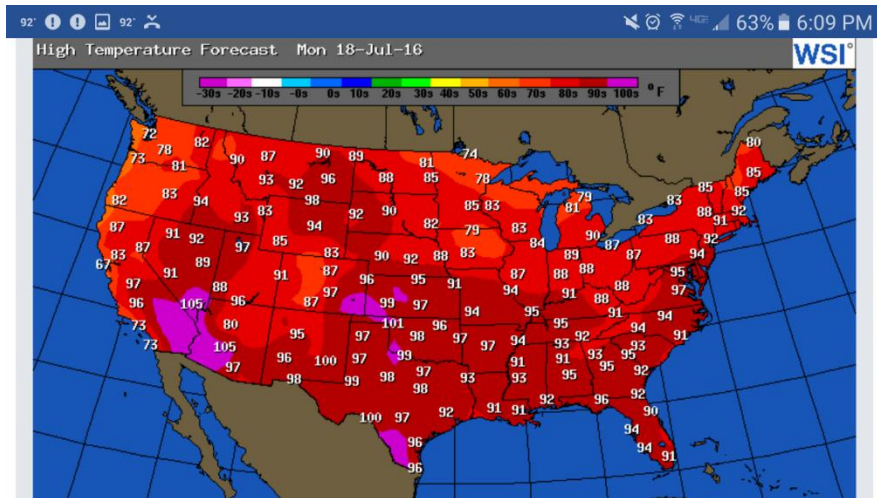 92° 92° 4G 63% 6:09 PM
High Temperature Forecast Mon 18-Jul-16 WSI
-30s -20s -10s -0s 0s 10s 20s 30s 40s 50s 60s 70s 80s 90s 100s °F
72
78 82 80
73 81 90 87 90 89 81 74
93 92 96 88 85 78 85
82 83 94 98 85 83 79 81 83 85 85
93 83 92 90 88 92
87 91 92 94 82 79 83 83 91
83 87 97 85 83 84 90 87 88 92
67 89 90 92 88 83 89 87 94
91 91 87 96 95 91 87 88 88 95
97 88 97 94 91 88 88 97
96 105 96 87 99 97 94 95 91 94
73 80 101 96 95 94 91
73 105 95 97 98 97 97 94 93 92 93
97 96 100 97 99 91 91 93 95
98 99 98 97 93 93 95 95 92
98 92 96 92
100 97 92 91 91 90
96 94
96 94 91